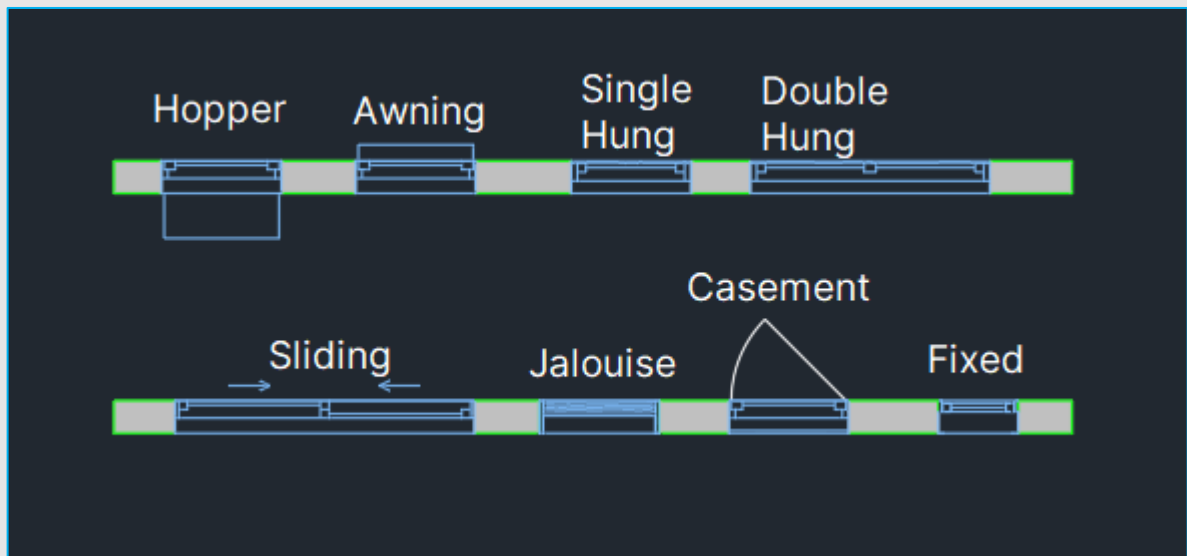 Hopper
Awning
Single
Hung
Double
Hung
Sliding
Jalouise
Casement
Fixed